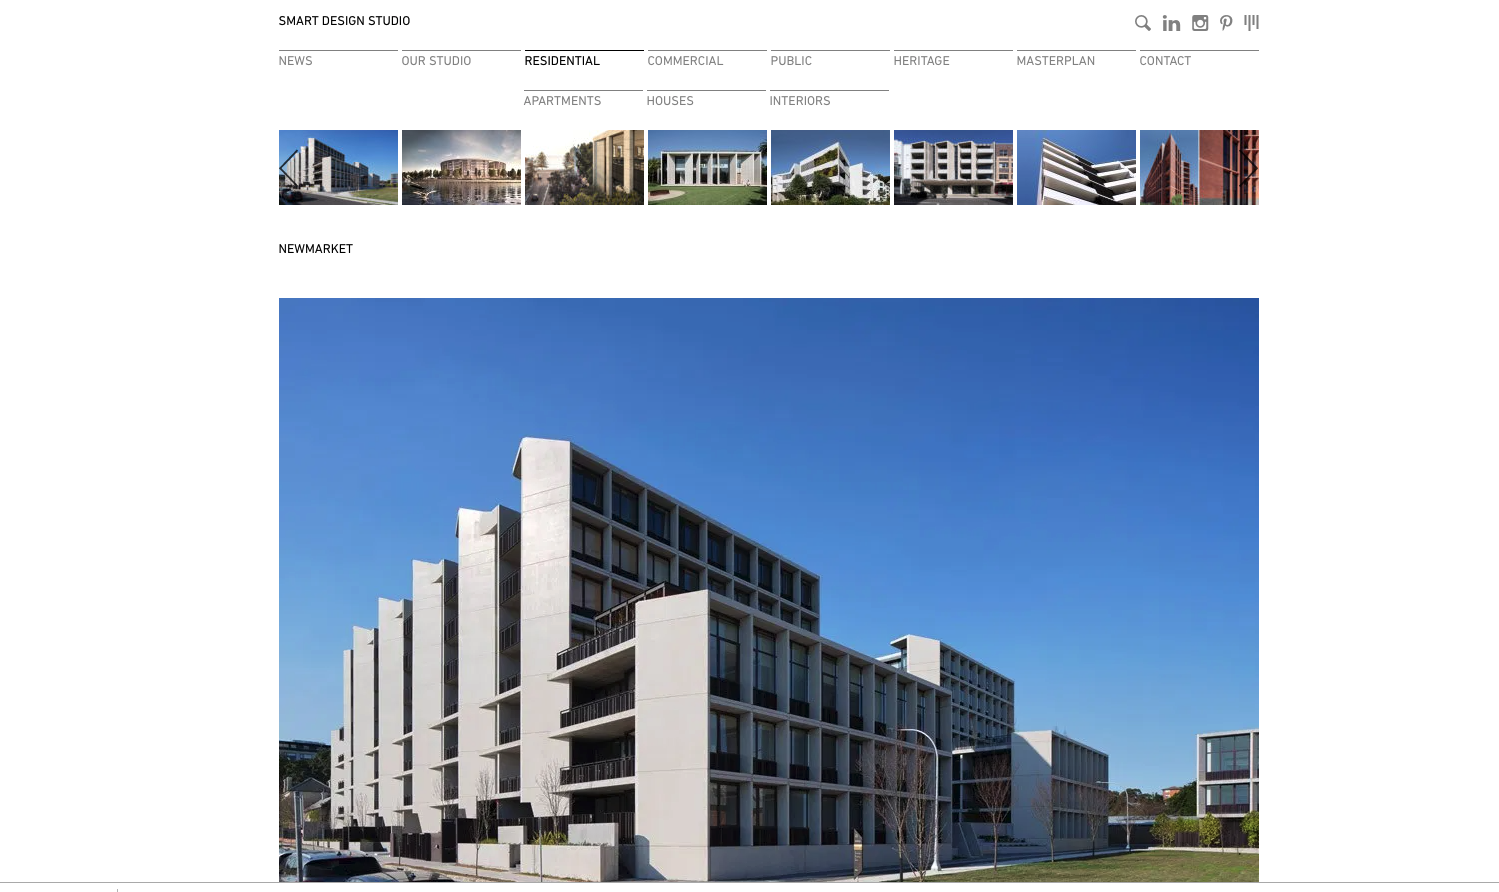 SMART DESIGN STUDIO
NEWS OUR STUDIO RESIDENTIAL COMMERCIAL PUBLIC HERITAGE MASTERPLAN CONTACT
APARTMENTS HOUSES INTERIORS
NEWMARKET